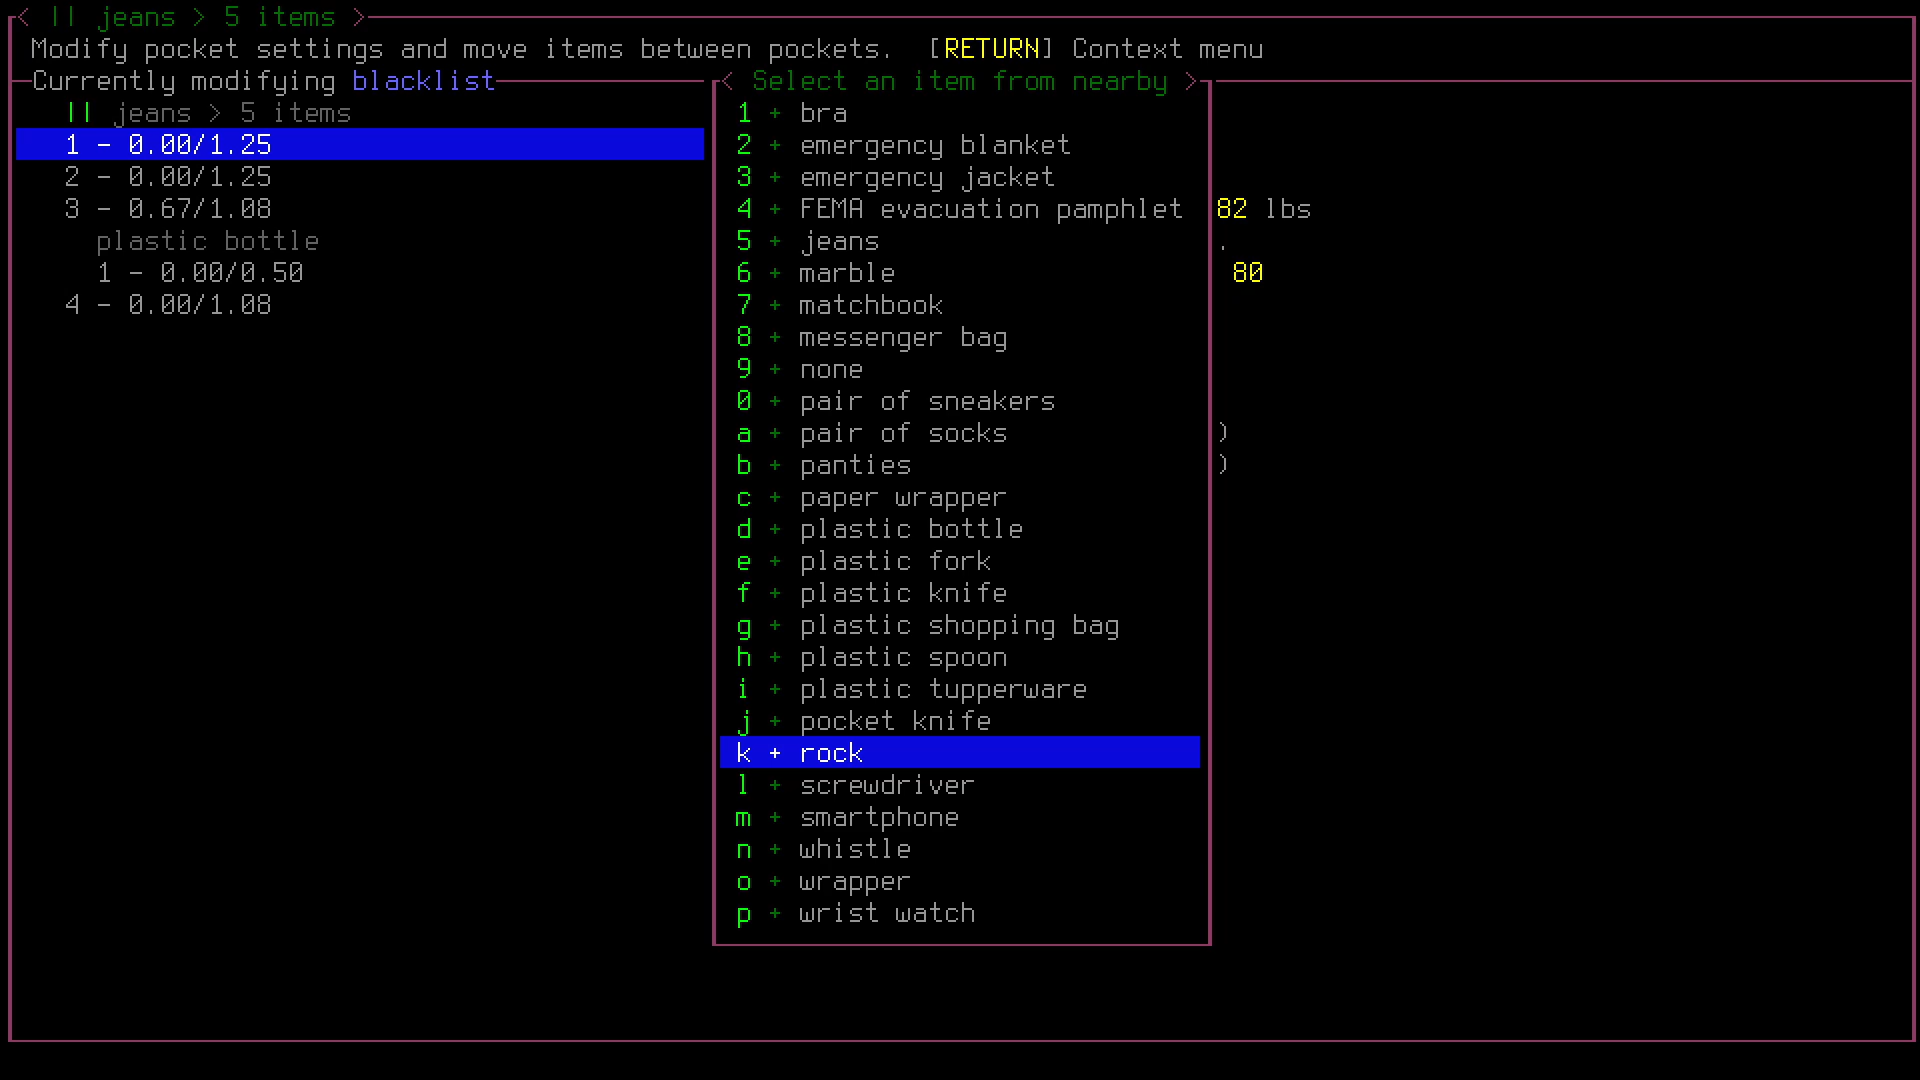 < || jeans > 5 items >
Modify pocket settings and move items between pockets.  [RETURN] Context menu
Currently modifying blacklist
< Select an item from nearby >
|| jeans > 5 items
1 - 0.00/1.25
2 - 0.00/1.25
3 - 0.67/1.08
plastic bottle
1 - 0.00/0.50
4 - 0.00/1.08
1 + bra
2 + emergency blanket
3 + emergency jacket
4 + FEMA evacuation pamphlet
5 + jeans
6 + marble
7 + matchbook
8 + messenger bag
9 + none
0 + pair of sneakers
a + pair of socks
b + panties
c + paper wrapper
d + plastic bottle
e + plastic fork
f + plastic knife
g + plastic shopping bag
h + plastic spoon
i + plastic tupperware
j + pocket knife
k + rock
l + screwdriver
m + smartphone
n + whistle
o + wrapper
p + wrist watch
82 lbs
.
80
)
)